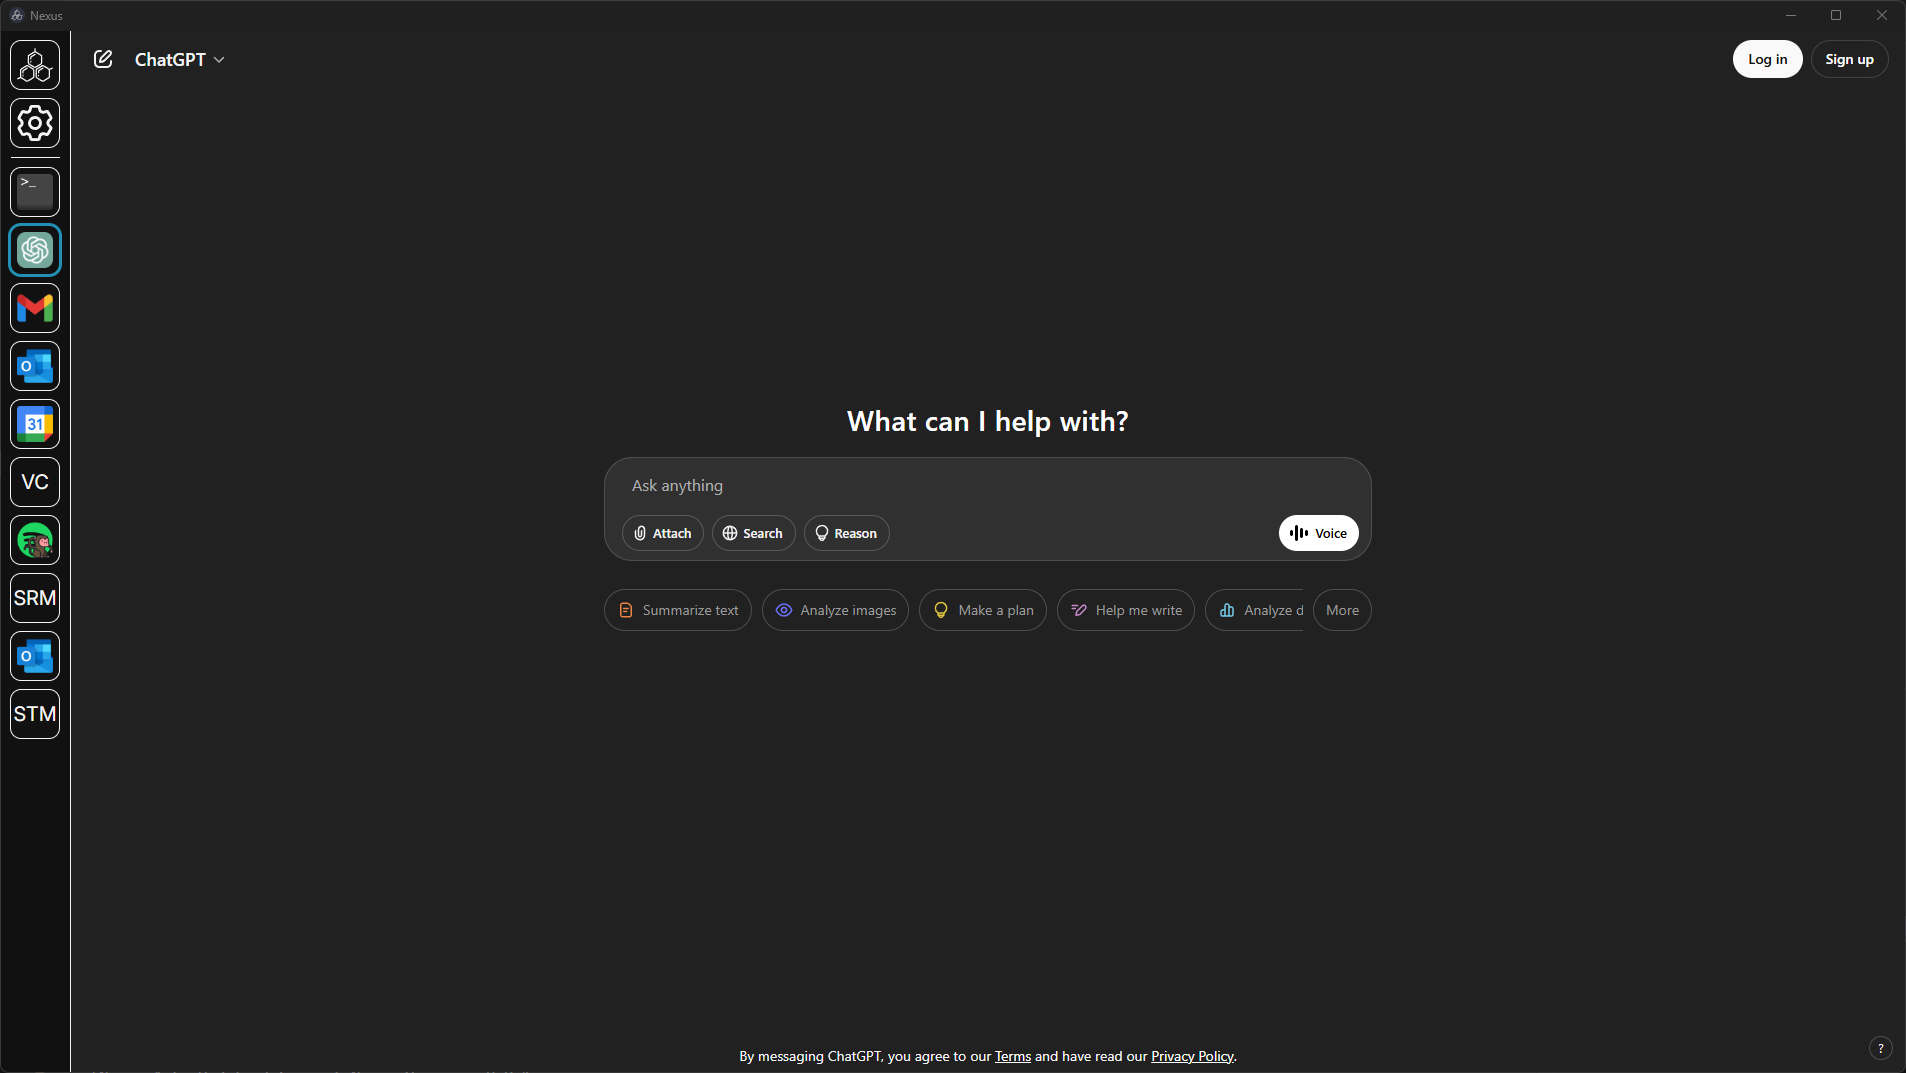 Nexus
ChatGPT
Log in
Sign up
>_
O
31
VC
SRM
O
STM
What can I help with?
Ask anything
Attach
Search
Reason
Voice
Summarize text
Analyze images
Make a plan
Help me write
Analyze d
More
By messaging ChatGPT, you agree to our Terms and have read our Privacy Policy.
?